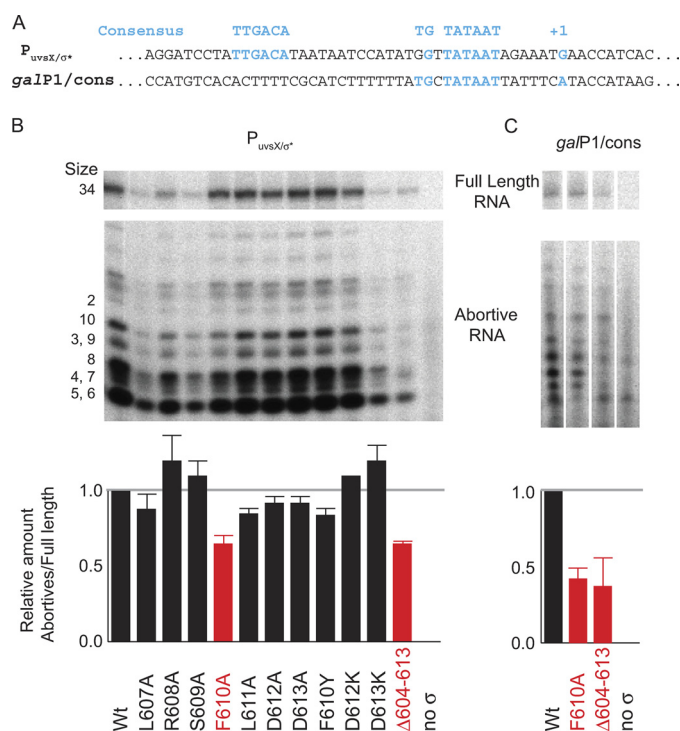 A
Consensus TTGACA TG TATAAT +1
PuvsX/σ* ...AGGATCCTATTGACATAATAATCCATATGGTTATAATAGAAATGAACCATCAC...
galP1/cons ...CCATGTCACACTTTTCGCATCTTTTTTATGCTATAATTATTTCATACCATAAG...
B
PuvsX/σ*
C
galP1/cons
Size
34
Full Length
RNA
2
10
3, 9
8
4, 7
5, 6
Abortive
RNA
Relative amount
Abortives/Full length
1.0
0.5
0.0
Wt
L607A
R608A
S609A
F610A
L611A
D612A
D613A
F610Y
D612K
D613K
Δ604-613
no σ
1.0
0.5
0.0
Wt
F610A
Δ604-613
no σ